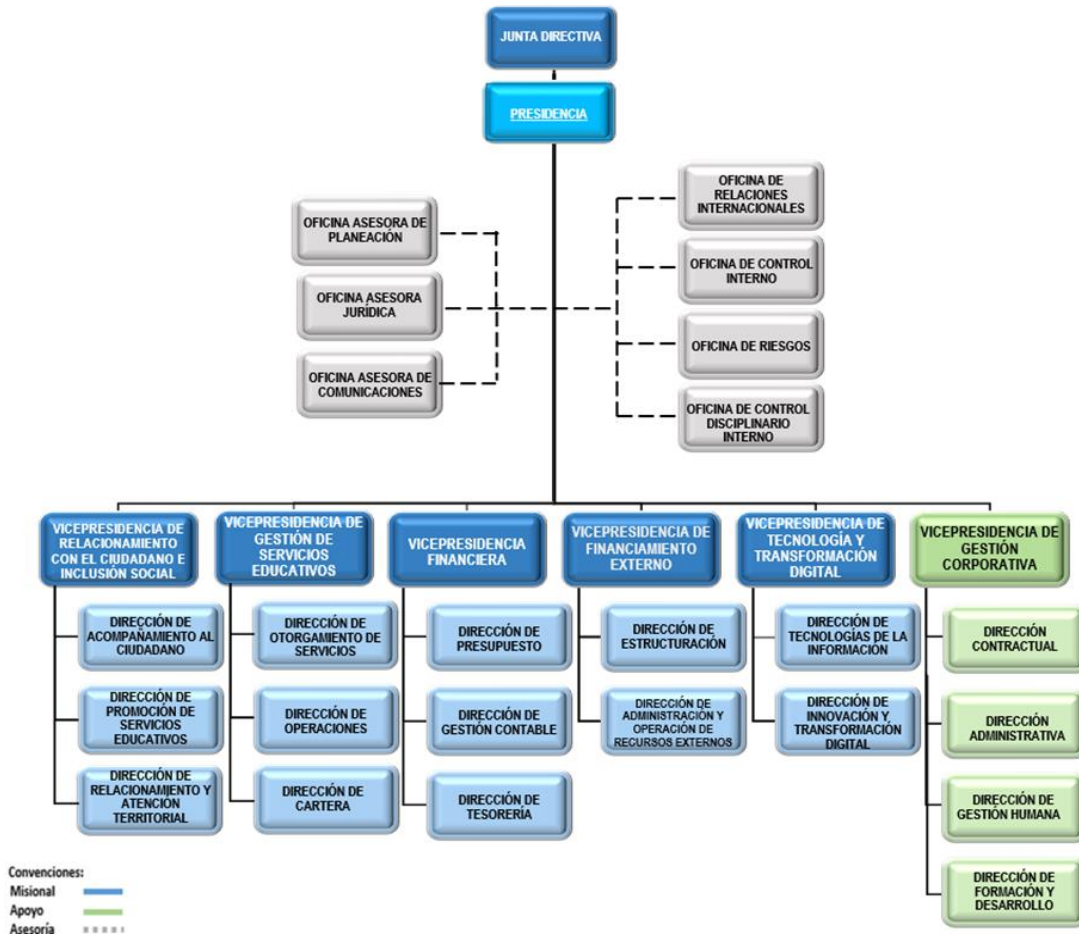 JUNTA DIRECTIVA
PRESIDENCIA
OFICINA ASESORA DE
PLANEACIÓN
OFICINA ASESORA
JURÍDICA
OFICINA ASESORA DE
COMUNICACIONES
OFICINA DE
RELACIONES
INTERNACIONALES
OFICINA DE CONTROL
INTERNO
OFICINA DE RIESGOS
OFICINA DE CONTROL
DISCIPLINARIO
INTERNO
VICEPRESIDENCIA DE
RELACIONAMIENTO
CON EL CIUDADANO E
INCLUSIÓN SOCIAL
DIRECCIÓN DE
ACOMPAÑAMIENTO AL
CIUDADANO
DIRECCIÓN DE
PROMOCIÓN DE
SERVICIOS
EDUCATIVOS
DIRECCIÓN DE
RELACIONAMIENTO Y
ATENCIÓN
TERRITORIAL
VICEPRESIDENCIA DE
GESTIÓN DE
SERVICIOS
EDUCATIVOS
DIRECCIÓN DE
OTORGAMIENTO DE
SERVICIOS
DIRECCIÓN DE
OPERACIONES
DIRECCIÓN DE
CARTERA
VICEPRESIDENCIA
FINANCIERA
DIRECCIÓN DE
PRESUPUESTO
DIRECCIÓN DE
GESTIÓN CONTABLE
DIRECCIÓN DE
TESORERÍA
VICEPRESIDENCIA DE
FINANCIAMIENTO
EXTERNO
DIRECCIÓN DE
ESTRUCTURACIÓN
DIRECCIÓN DE
ADMINISTRACIÓN Y
OPERACIÓN DE
RECURSOS EXTERNOS
VICEPRESIDENCIA DE
TECNOLOGÍA Y
TRANSFORMACIÓN
DIGITAL
DIRECCIÓN DE
TECNOLOGÍAS DE LA
INFORMACIÓN
DIRECCIÓN DE
INNOVACIÓN Y
TRANSFORMACIÓN
DIGITAL
VICEPRESIDENCIA DE
GESTIÓN
CORPORATIVA
DIRECCIÓN
CONTRACTUAL
DIRECCIÓN
ADMINISTRATIVA
DIRECCIÓN DE
GESTIÓN HUMANA
DIRECCIÓN DE
FORMACIÓN Y
DESARROLLO
Convenciones:
Misional
Apoyo
Asesoría